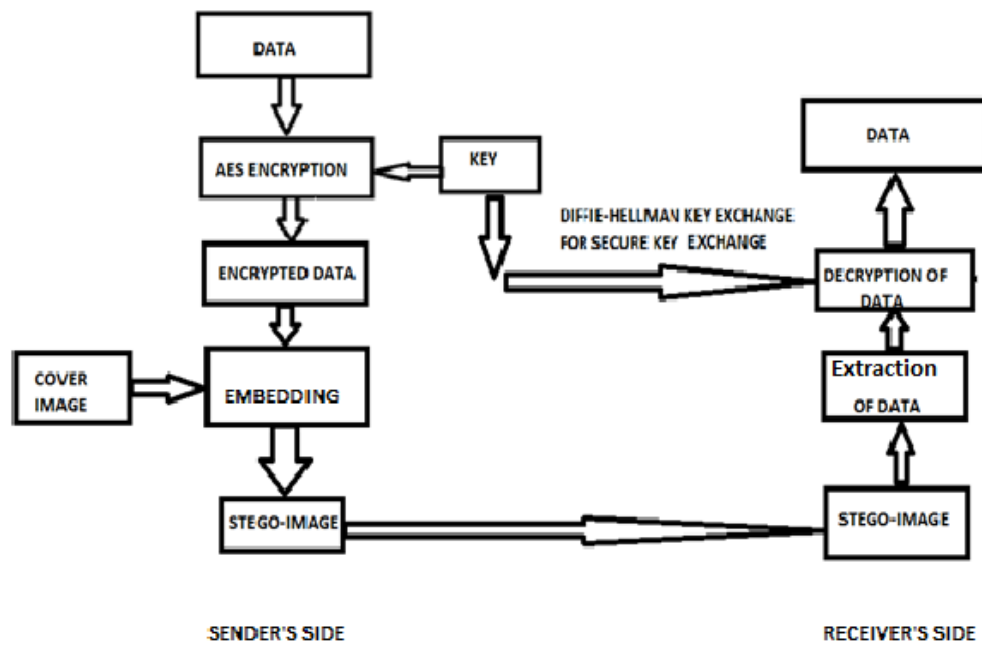 DATA
AES ENCRYPTION
KEY
ENCRYPTED DATA.
COVER
IMAGE
EMBEDDING
STEGO-IMAGE
SENDER'S SIDE
DIFFIE-HELLMAN KEY EXCHANGE
FOR SECURE KEY EXCHANGE
DATA
DECRYPTION OF
DATA
Extraction
OF DATA
STEGO-IMAGE
RECEIVER'S SIDE